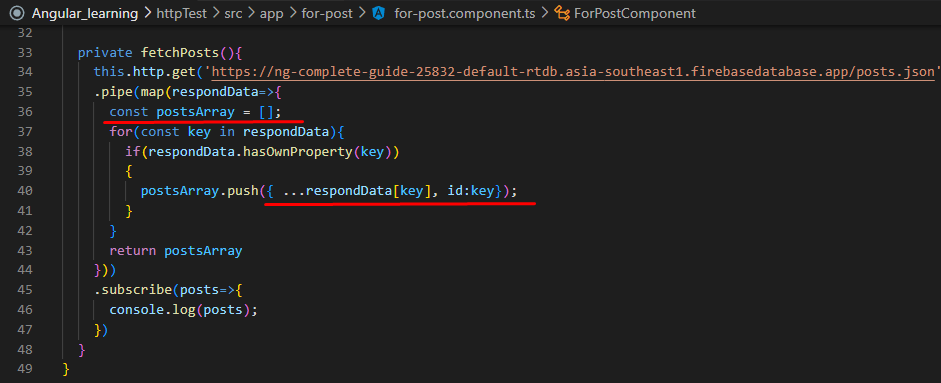 Angular_learning > httpTest > src > app > for-post > for-post.component.ts > ForPostComponent
32
33 private fetchPosts(){
34 this.http.get('https://ng-complete-guide-25832-default-rtdb.asia-southeast1.firebasedatabase.app/posts.json'
35 .pipe(map(respondData=>{
36 const postsArray = [];
37 for(const key in respondData){
38 if(respondData.hasOwnProperty(key))
39 {
40 postsArray.push({ ...respondData[key], id:key});
41 }
42 }
43 return postsArray
44 }))
45 .subscribe(posts=>{
46 console.log(posts);
47 })
48 }
49 }